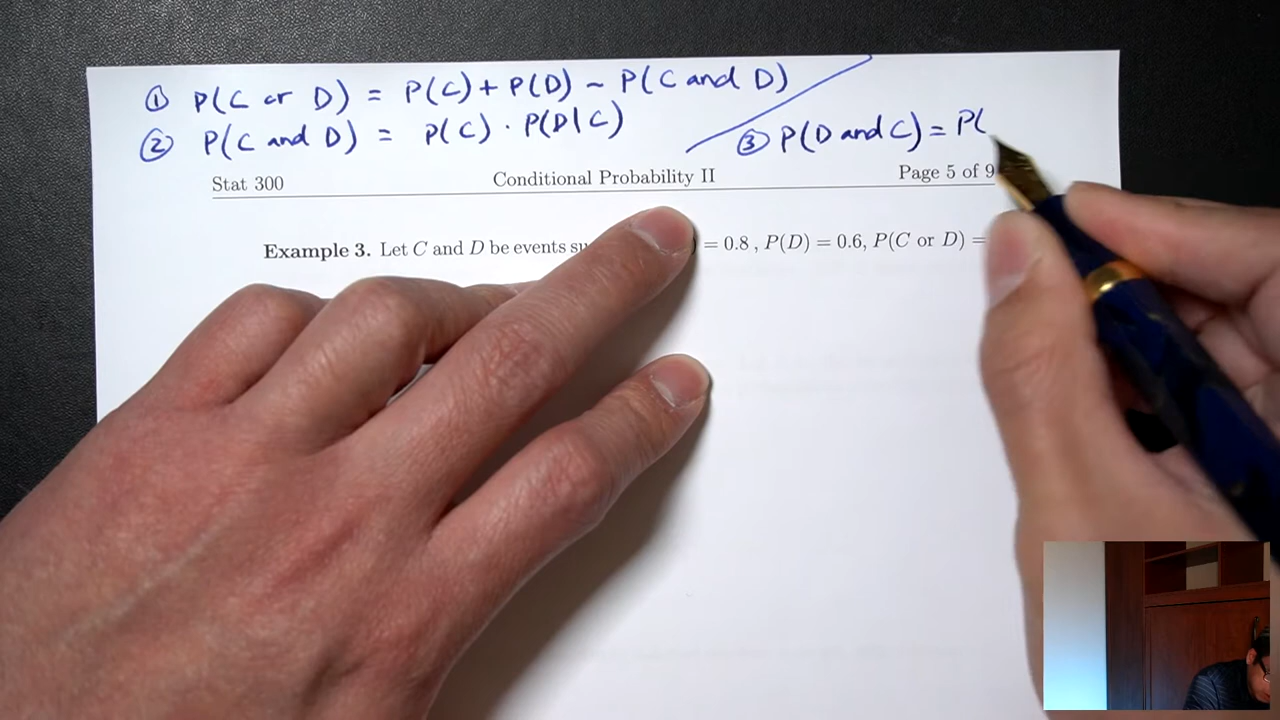 ① P(C or D) = P(C) + P(D) - P(C and D)
② P(C and D) = P(C) · P(D|C)
③ P(D and C) = P(
Stat 300 Conditional Probability II Page 5 of 9
Example 3. Let C and D be events = 0.8 , P(D) = 0.6, P(C or D) =